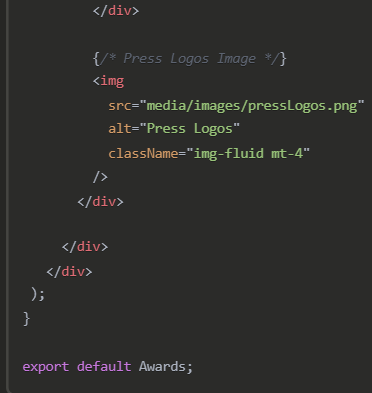 </div>
{/* Press Logos Image */}
<img
src="media/images/pressLogos.png"
alt="Press Logos"
className="img-fluid mt-4"
/>
</div>
</div>
</div>
);
}
export default Awards;